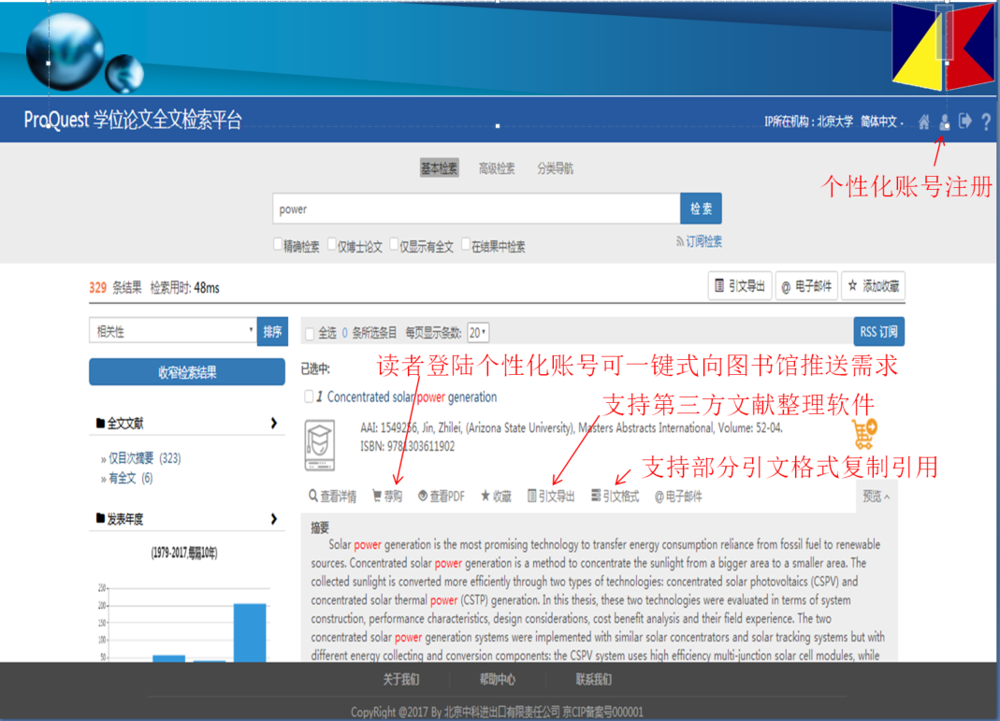 ProQuest 学位论文全文检索平台
IP所在机构：北京大学 简体中文
个性化账号注册
基本检索 高级检索 分类导航
power 检 索
精确检索 仅博士论文 仅显示有全文 在结果中检索 订阅检索
329 条结果 检索用时: 48ms 引文导出 @ 电子邮件 ☆ 添加收藏
相关性 排序 全选 0 条所选条目 每页显示条数: 20 RSS 订阅
收窄检索结果 已选中:
读者登陆个性化账号可一键式向图书馆推送需求
1 Concentrated solar power generation
支持第三方文献整理软件
全文文献
AAI: 1549256, Jin, Zhilei, (Arizona State University), Masters Abstracts International, Volume: 52-04.
ISBN: 9781303611902
» 仅目次摘要 (323)
» 有全文 (6)
支持部分引文格式复制引用
查看详情 荐购 查看PDF 收藏 引文导出 引文格式 @ 电子邮件 预览
发表年度
(1979-2017,每隔10年)
摘要
Solar power generation is the most promising technology to transfer energy consumption reliance from fossil fuel to renewable
sources. Concentrated solar power generation is a method to concentrate the sunlight from a bigger area to a smaller area. The
collected sunlight is converted more efficiently through two types of technologies: concentrated solar photovoltaics (CSPV) and
concentrated solar thermal power (CSTP) generation. In this thesis, these two technologies were evaluated in terms of system
construction, performance characteristics, design considerations, cost benefit analysis and their field experience. The two
concentrated solar power generation systems were implemented with similar solar concentrators and solar tracking systems but with
different energy collecting and conversion components: the CSPV system uses high efficiency multi-junction solar cell modules, while
250
200
150
100
50
关于我们 帮助中心 联系我们
CopyRight @2017 By 北京中科进出口有限责任公司 京CIP备案号000001